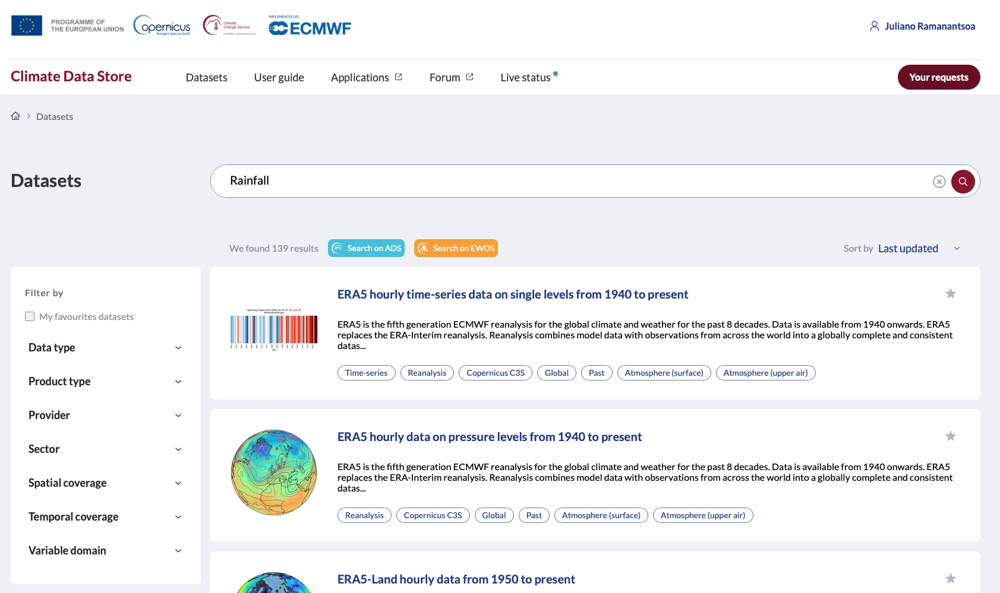 PROGRAMME OF
THE EUROPEAN UNION
opernicus
Europe's eyes on Earth
Climate
Change Service
climate.copernicus.eu
IMPLEMENTED BY
ECMWF
Juliano Ramanantsoa
Climate Data Store
Datasets
User guide
Applications
Forum
Live status
Your requests
Datasets
Datasets
Rainfall
We found 139 results
Search on ADS
Search on EWDS
Sort by Last updated
Filter by
My favourites datasets
Data type
Product type
Provider
Sector
Spatial coverage
Temporal coverage
Variable domain
ERA5 hourly time-series data on single levels from 1940 to present
ERA5 is the fifth generation ECMWF reanalysis for the global climate and weather for the past 8 decades. Data is available from 1940 onwards. ERA5
replaces the ERA-Interim reanalysis. Reanalysis combines model data with observations from across the world into a globally complete and consistent
datas...
Time-series
Reanalysis
Copernicus C3S
Global
Past
Atmosphere (surface)
Atmosphere (upper air)
ERA5 hourly data on pressure levels from 1940 to present
ERA5 is the fifth generation ECMWF reanalysis for the global climate and weather for the past 8 decades. Data is available from 1940 onwards. ERA5
replaces the ERA-Interim reanalysis. Reanalysis combines model data with observations from across the world into a globally complete and consistent
datas...
Reanalysis
Copernicus C3S
Global
Past
Atmosphere (surface)
Atmosphere (upper air)
ERA5-Land hourly data from 1950 to present